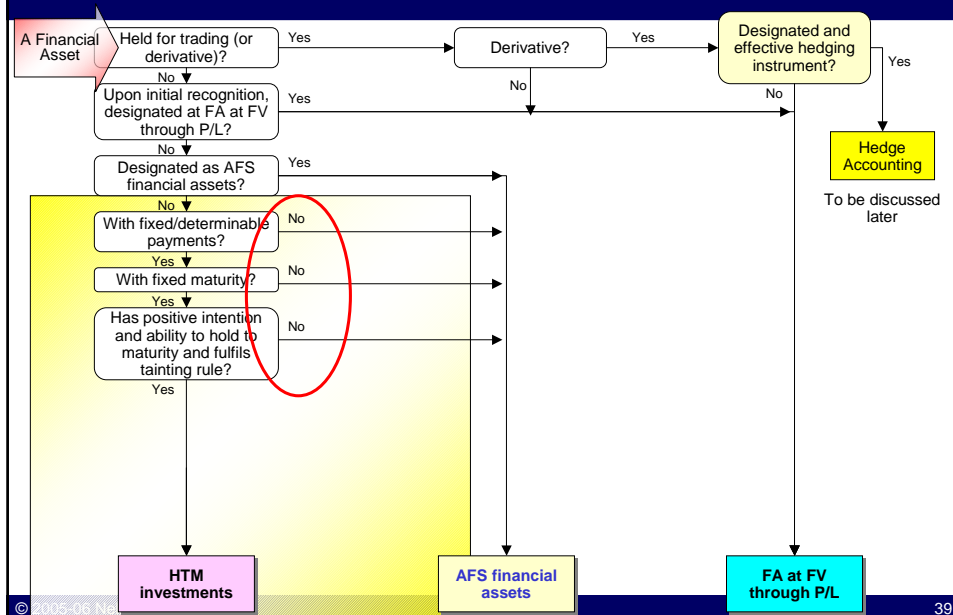 A Financial
Asset
Held for trading (or
derivative)?
Yes
Derivative?
Yes
Designated and
effective hedging
instrument?
Yes
No
No
No
Upon initial recognition,
designated at FA at FV
through P/L?
Yes
Hedge
Accounting
To be discussed
later
No
Designated as AFS
financial assets?
Yes
No
With fixed/determinable
payments?
No
Yes
With fixed maturity?
No
Yes
Has positive intention
and ability to hold to
maturity and fulfils
tainting rule?
No
Yes
HTM
investments
AFS financial
assets
FA at FV
through P/L
© 2005-06
39